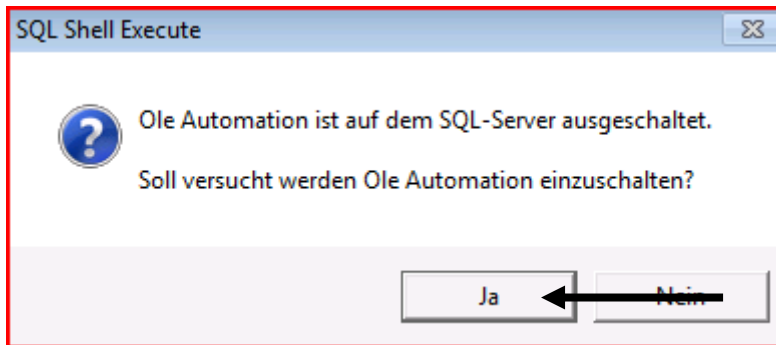 SQL Shell Execute
Ole Automation ist auf dem SQL-Server ausgeschaltet.
Soll versucht werden Ole Automation einzuschalten?
Ja
Nein